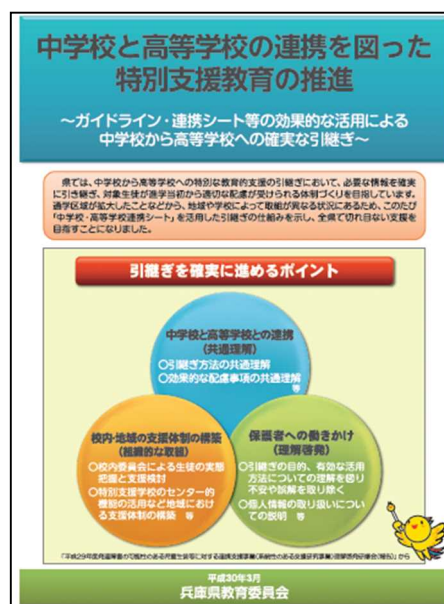 中学校と高等学校の連携を図った
特別支援教育の推進
～ガイドライン・連携シート等の効果的な活用による
中学校から高等学校への確実な引継ぎ～
県では、中学校から高等学校への特別な教育的支援の引継ぎにおいて、必要な情報を確実
に引き継ぎ、対象生徒が進学当初から適切な配慮が受けられる体制づくりを目指しています。
通学区域が拡大したことなどから、地域や学校によって取組が異なる状況にあるため、このたび
「中学校・高等学校連携シート」を活用した引継ぎの仕組みを示し、全県で切れ目ない支援を
目指すことになりました。
引継ぎを確実に進めるポイント
中学校と高等学校との連携
(共通理解)
○引継ぎ方法の共通理解
○効果的な配慮事項の共通理解
等
校内・地域の支援体制の構築
(組織的な取組)
○校内委員会による生徒の実態
把握と支援検討
○特別支援学校のセンター的
機能の活用など地域におけ
る支援体制の構築 等
保護者への働きかけ
(理解啓発)
○引継ぎの目的、有効な活用
方法についての理解を図り
不安や誤解を取り除く
○個人情報の取り扱いについ
ての説明 等
平成30年3月
兵庫県教育委員会